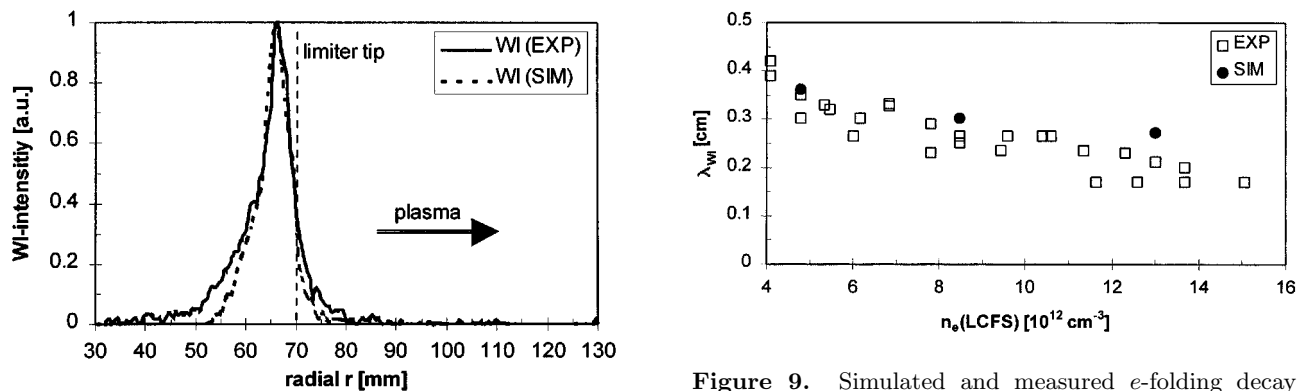 WI-intensitiy [a.u.]
1
0.8
0.6
0.4
0.2
0
WI (EXP)
WI (SIM)
limiter tip
plasma
30 40 50 60 70 80 90 100 110 120 130
radial r [mm]
λWI [cm]
0.5
0.4
0.3
0.2
0.1
0
EXP
SIM
4 6 8 10 12 14 16
ne(LCFS) [10^12 cm^-3]
Figure 9. Simulated and measured e-folding decay